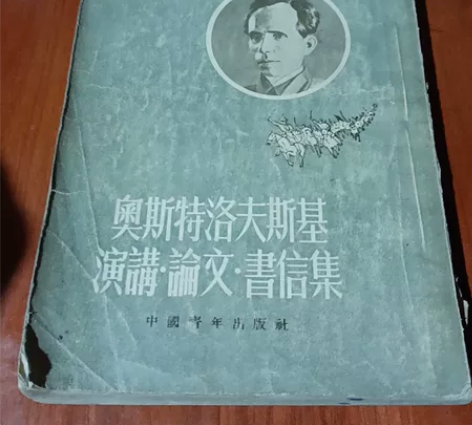 奧斯特洛夫斯基
演講·論文·書信集
中國青年出版社